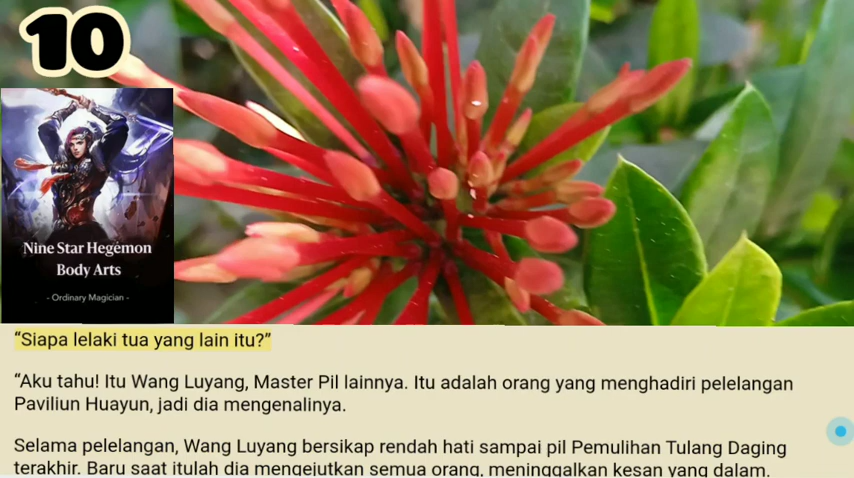 10
Nine Star Hegemon
Body Arts
- Ordinary Magician -
“Siapa lelaki tua yang lain itu?”
“Aku tahu! Itu Wang Luyang, Master Pil lainnya. Itu adalah orang yang menghadiri pelelangan
Paviliun Huayun, jadi dia mengenalinya.
Selama pelelangan, Wang Luyang bersikap rendah hati sampai pil Pemulihan Tulang Daging
terakhir. Baru saat itulah dia mengejutkan semua orang, meninggalkan kesan yang dalam.